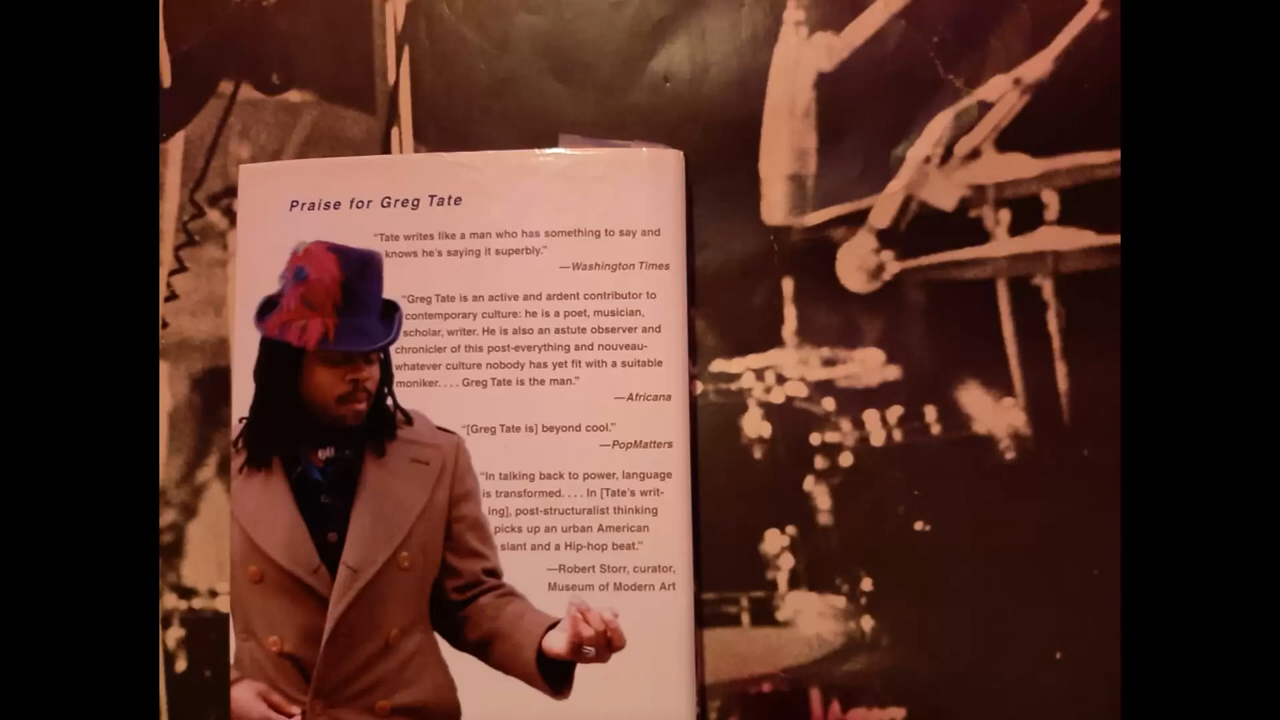 Praise for Greg Tate
"Tate writes like a man who has something to say and
knows he's saying it superbly."
—Washington Times
"Greg Tate is an active and ardent contributor to
contemporary culture: he is a poet, musician,
scholar, writer. He is also an astute observer and
chronicler of this post-everything and nouveau-
whatever culture nobody has yet fit with a suitable
moniker. . . . Greg Tate is the man."
—Africana
"[Greg Tate is] beyond cool."
—PopMatters
"In talking back to power, language
is transformed. . . . In [Tate's writ-
ing], post-structuralist thinking
picks up an urban American
slant and a Hip-hop beat."
—Robert Storr, curator,
Museum of Modern Art